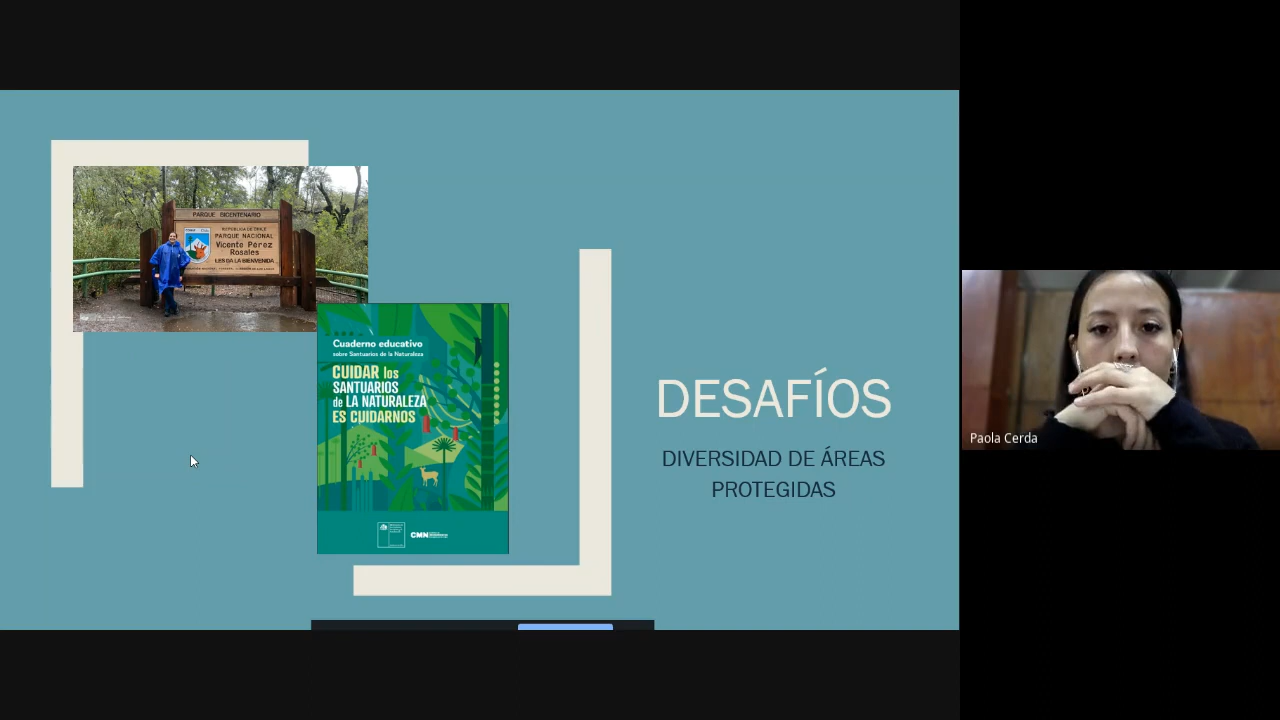 PARQUE BICENTENARIO
REPÚBLICA DE CHILE
PARQUE NACIONAL
Vicente Pérez
Rosales
LES DA LA BIENVENIDA
Cuaderno educativo
sobre Santuarios de la Naturaleza
CUIDAR los
SANTUARIOS
de LA NATURALEZA
ES CUIDARNOS
CMN
DESAFÍOS
DIVERSIDAD DE ÁREAS
PROTEGIDAS
Paola Cerda